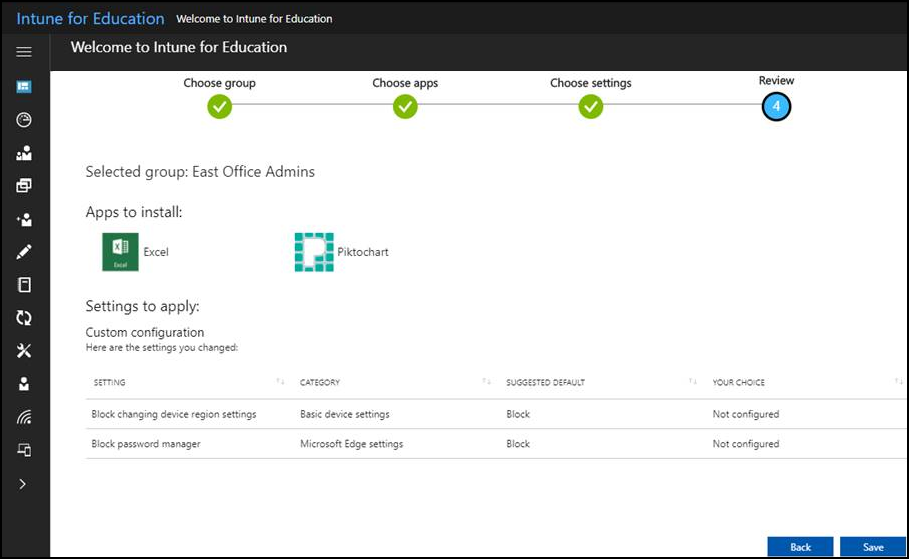 Intune for Education Welcome to Intune for Education
Welcome to Intune for Education
Choose group Choose apps Choose settings Review
4
Selected group: East Office Admins
Apps to install:
Excel Excel Piktochart
Settings to apply:
Custom configuration
Here are the settings you changed:
SETTING CATEGORY SUGGESTED DEFAULT YOUR CHOICE
Block changing device region settings Basic device settings Block Not configured
Block password manager Microsoft Edge settings Block Not configured
Back Save